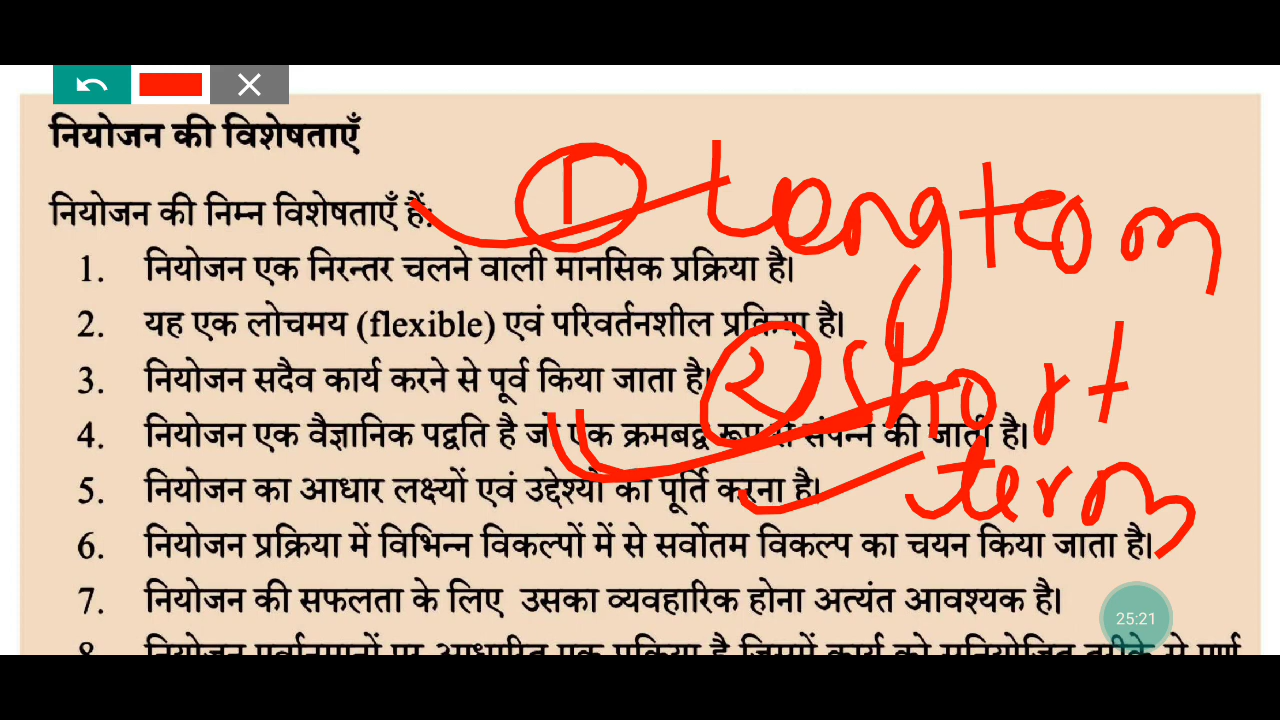 नियोजन की विशेषताएँ
नियोजन की निम्न विशेषताएँ हैं:
1. नियोजन एक निरन्तर चलने वाली मानसिक प्रक्रिया है।
2. यह एक लोचमय (flexible) एवं परिवर्तनशील प्रक्रिया है।
3. नियोजन सदैव कार्य करने से पूर्व किया जाता है।
4. नियोजन एक वैज्ञानिक पद्वति है जो एक क्रमबद्व रूप से संपन्न की जाती है।
5. नियोजन का आधार लक्ष्यों एवं उद्देश्यों की पूर्ति करना है।
6. नियोजन प्रक्रिया में विभिन्न विकल्पों में से सर्वोतम विकल्प का चयन किया जाता है।
7. नियोजन की सफलता के लिए उसका व्यवहारिक होना अत्यंत आवश्यक है।
1 Long term
2 Short
term
25:21